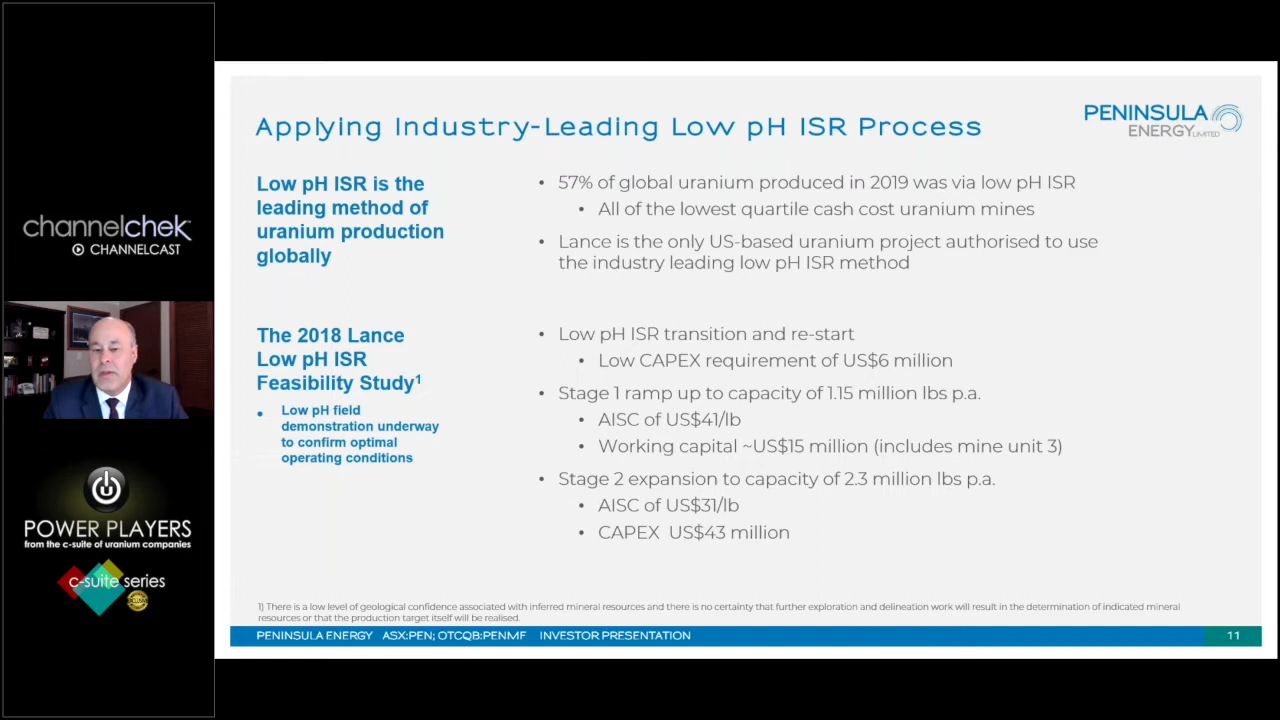 channelchek
CHANNELCAST
POWER PLAYERS
from the c-suite of uranium companies
c-suite series
Applying Industry-Leading Low pH ISR Process
PENINSULA
ENERGY LIMITED
Low pH ISR is the
leading method of
uranium production
globally
• 57% of global uranium produced in 2019 was via low pH ISR
• All of the lowest quartile cash cost uranium mines
• Lance is the only US-based uranium project authorised to use
the industry leading low pH ISR method
The 2018 Lance
Low pH ISR
Feasibility Study1
• Low pH field
demonstration underway
to confirm optimal
operating conditions
• Low pH ISR transition and re-start
• Low CAPEX requirement of US$6 million
• Stage 1 ramp up to capacity of 1.15 million lbs p.a.
• AISC of US$41/lb
• Working capital ~US$15 million (includes mine unit 3)
• Stage 2 expansion to capacity of 2.3 million lbs p.a.
• AISC of US$31/lb
• CAPEX US$43 million
1) There is a low level of geological confidence associated with inferred mineral resources and there is no certainty that further exploration and delineation work will result in the determination of indicated mineral
resources or that the production target itself will be realised.
PENINSULA ENERGY ASX:PEN; OTCQB:PENMF INVESTOR PRESENTATION 11